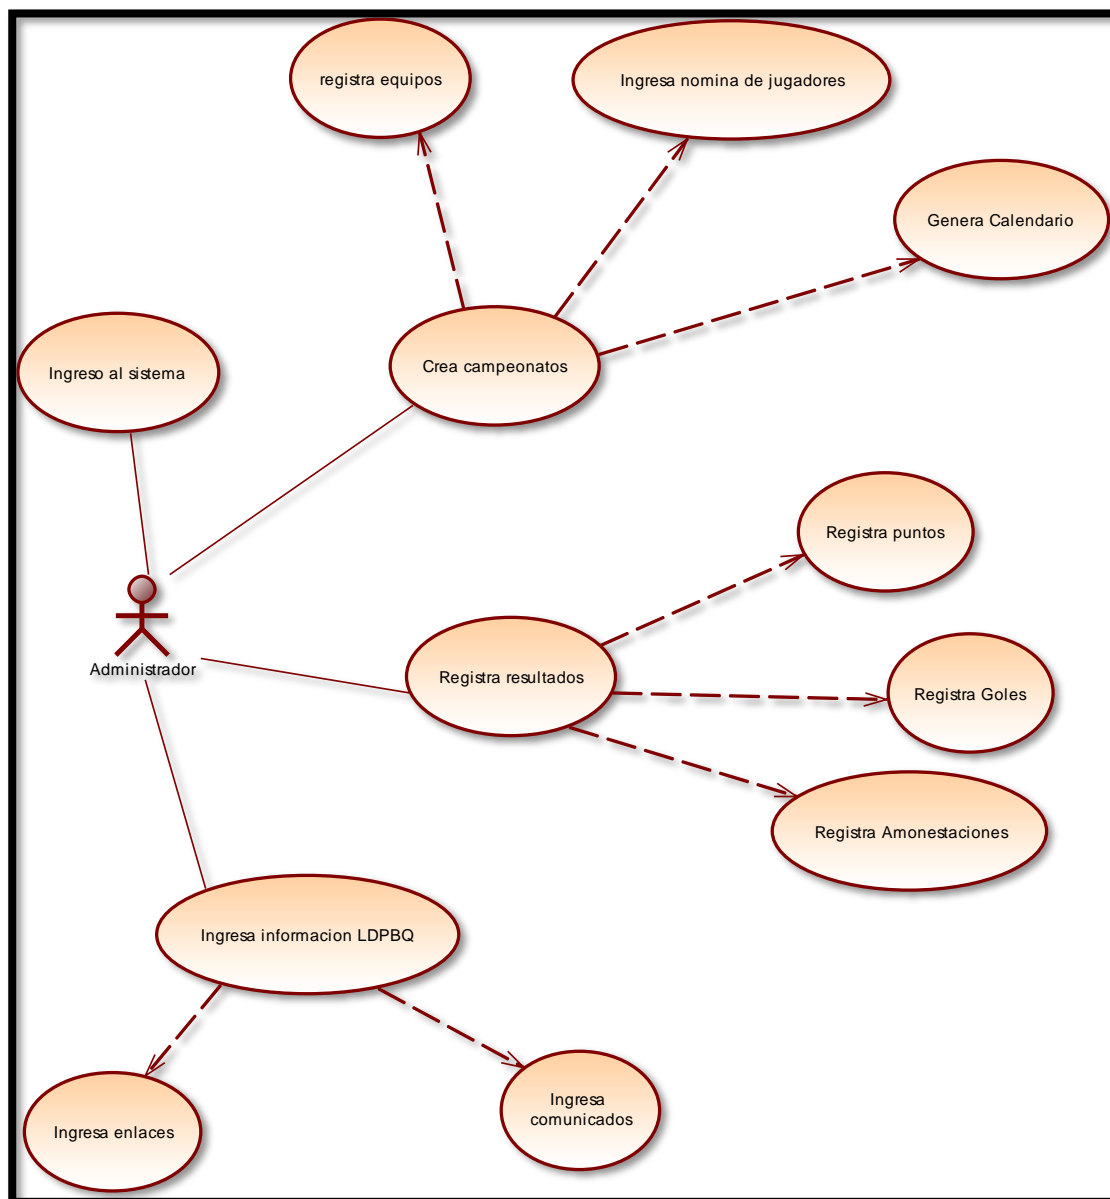 registra equipos
Ingresa nomina de jugadores
Genera Calendario
Crea campeonatos
Ingreso al sistema
Registra puntos
Administrador
Registra resultados
Registra Goles
Registra Amonestaciones
Ingresa informacion LDPBQ
Ingresa enlaces
Ingresa
comunicados